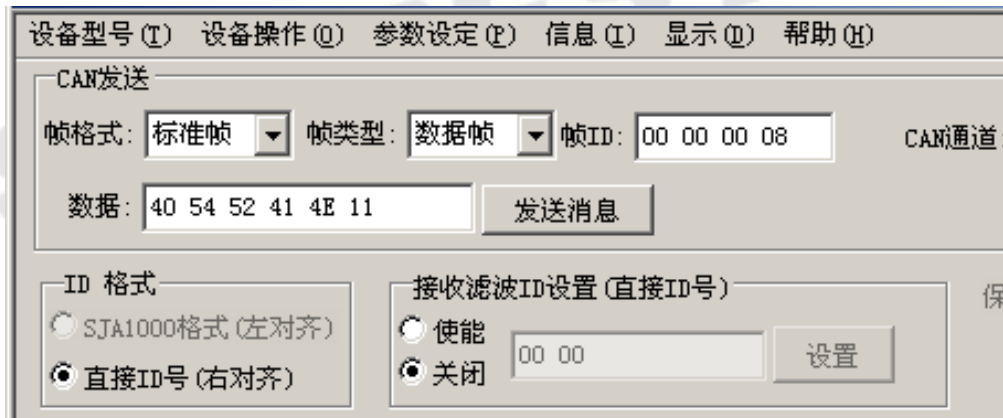 设备型号(T) 设备操作(O) 参数设定(P) 信息(I) 显示(D) 帮助(H)
CAN发送
帧格式: 标准帧 帧类型: 数据帧 帧ID: 00 00 00 08 CAN通道:
数据: 40 54 52 41 4E 11 发送消息
ID 格式 接收滤波ID设置(直接ID号)
SJA1000格式(左对齐) 使能 00 00 设置
直接ID号(右对齐) 关闭